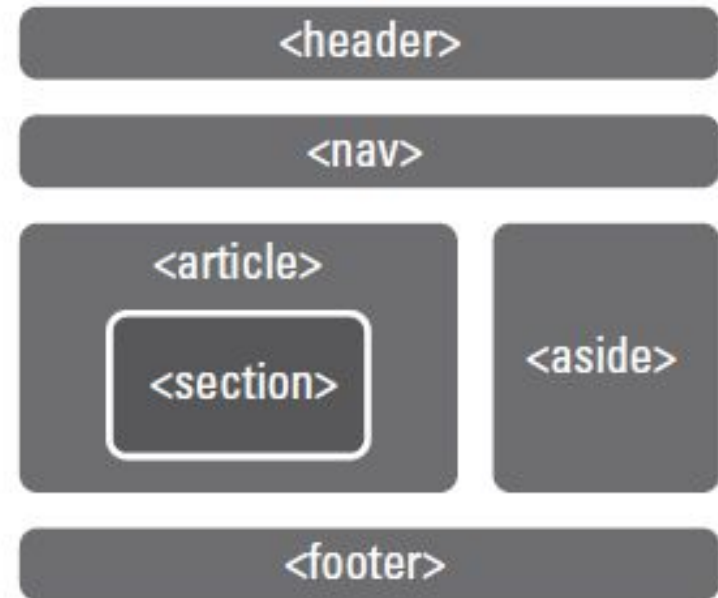 <header>
<nav>
<article>
<section>
<aside>
<footer>